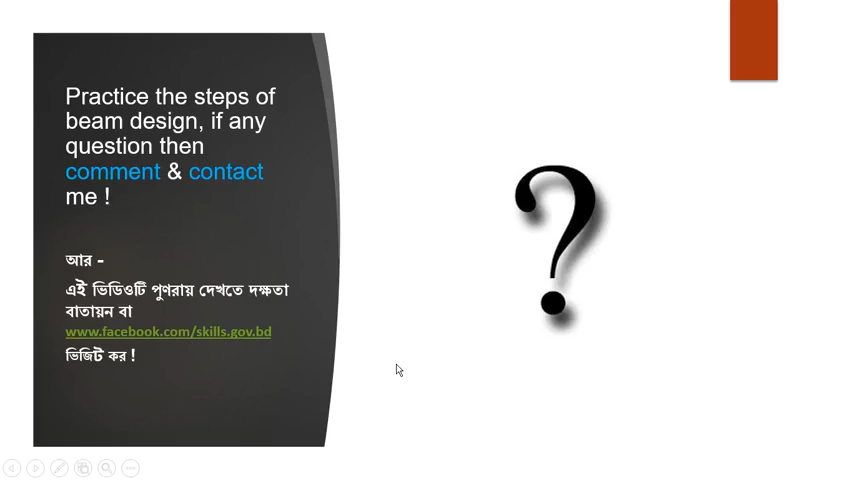 Practice the steps of
beam design, if any
question then
comment & contact
me !
আর -
এই ভিডিওটি পুণরায় দেখতে দক্ষতা
বাতায়ন বা
www.facebook.com/skills.gov.bd
ভিজিট কর !
?